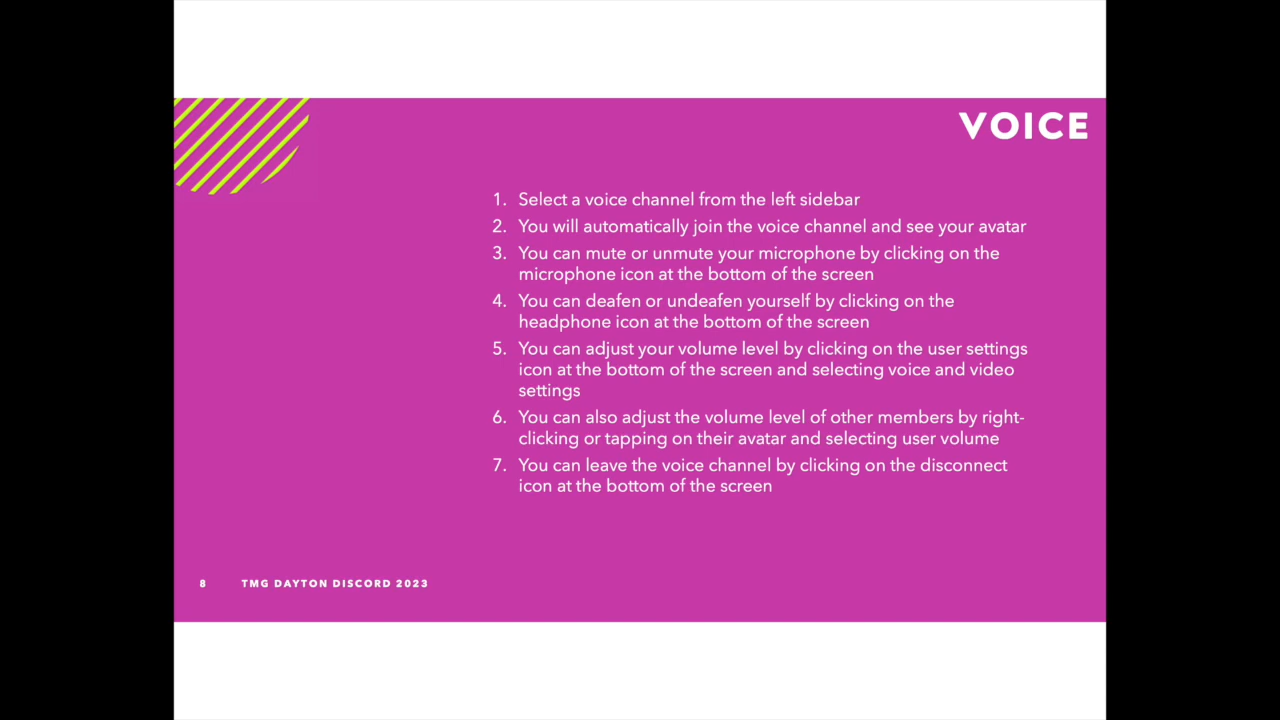 VOICE
1. Select a voice channel from the left sidebar
2. You will automatically join the voice channel and see your avatar
3. You can mute or unmute your microphone by clicking on the
microphone icon at the bottom of the screen
4. You can deafen or undeafen yourself by clicking on the
headphone icon at the bottom of the screen
5. You can adjust your volume level by clicking on the user settings
icon at the bottom of the screen and selecting voice and video
settings
6. You can also adjust the volume level of other members by right-
clicking or tapping on their avatar and selecting user volume
7. You can leave the voice channel by clicking on the disconnect
icon at the bottom of the screen
8 TMG DAYTON DISCORD 2023